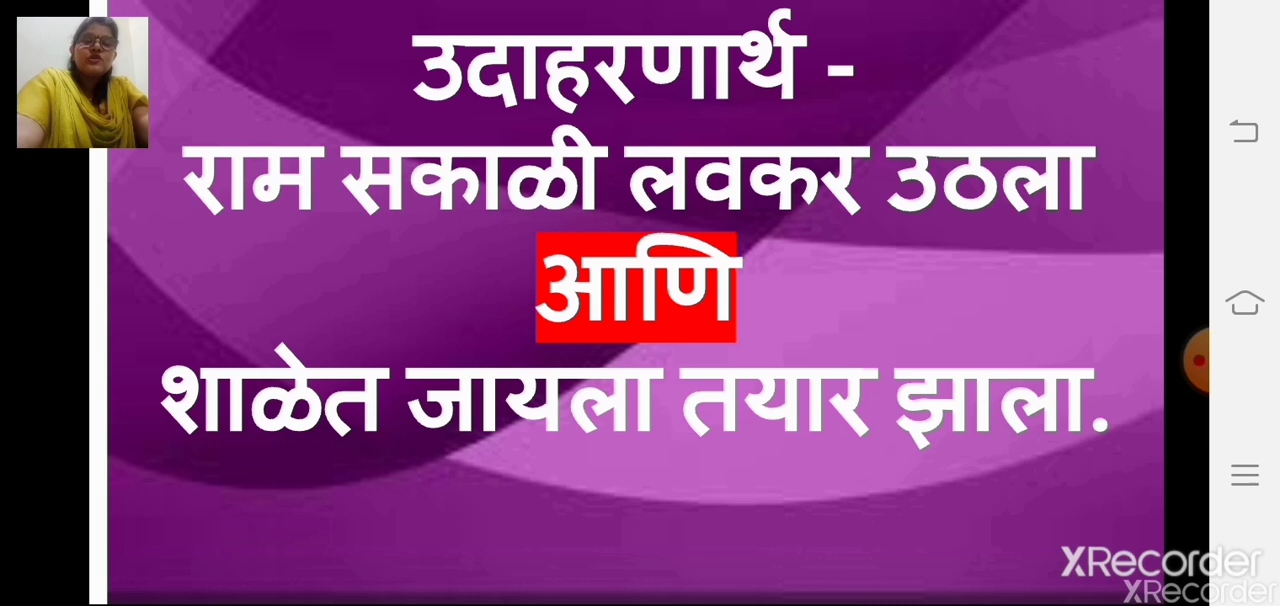 उदाहरणार्थ -
राम सकाळी लवकर उठला
आणि
शाळेत जायला तयार झाला.
XRecorder
XRecorder